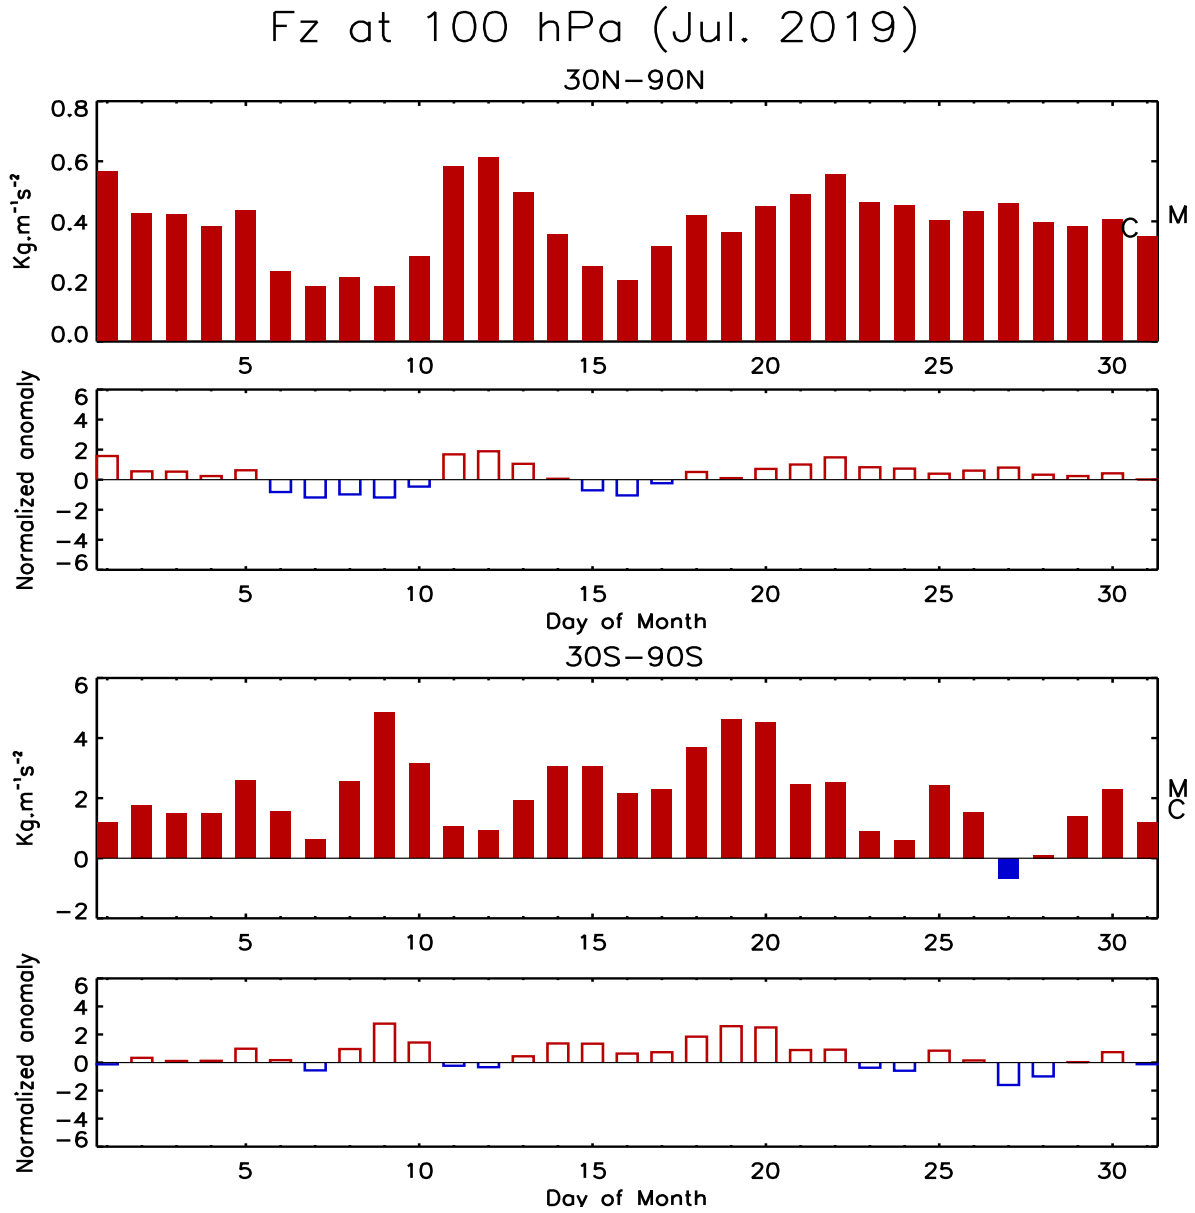 Fz at 100 hPa (Jul. 2019)
30N−90N
Kg.m⁻¹s⁻²
0.8
0.6
0.4
0.2
0.0
C
M
5 10 15 20 25 30
Normalized anomaly
6
4
2
0
−2
−4
−6
5 10 15 20 25 30
Day of Month
30S−90S
Kg.m⁻¹s⁻²
6
4
2
0
−2
M
C
5 10 15 20 25 30
Normalized anomaly
6
4
2
0
−2
−4
−6
5 10 15 20 25 30
Day of Month